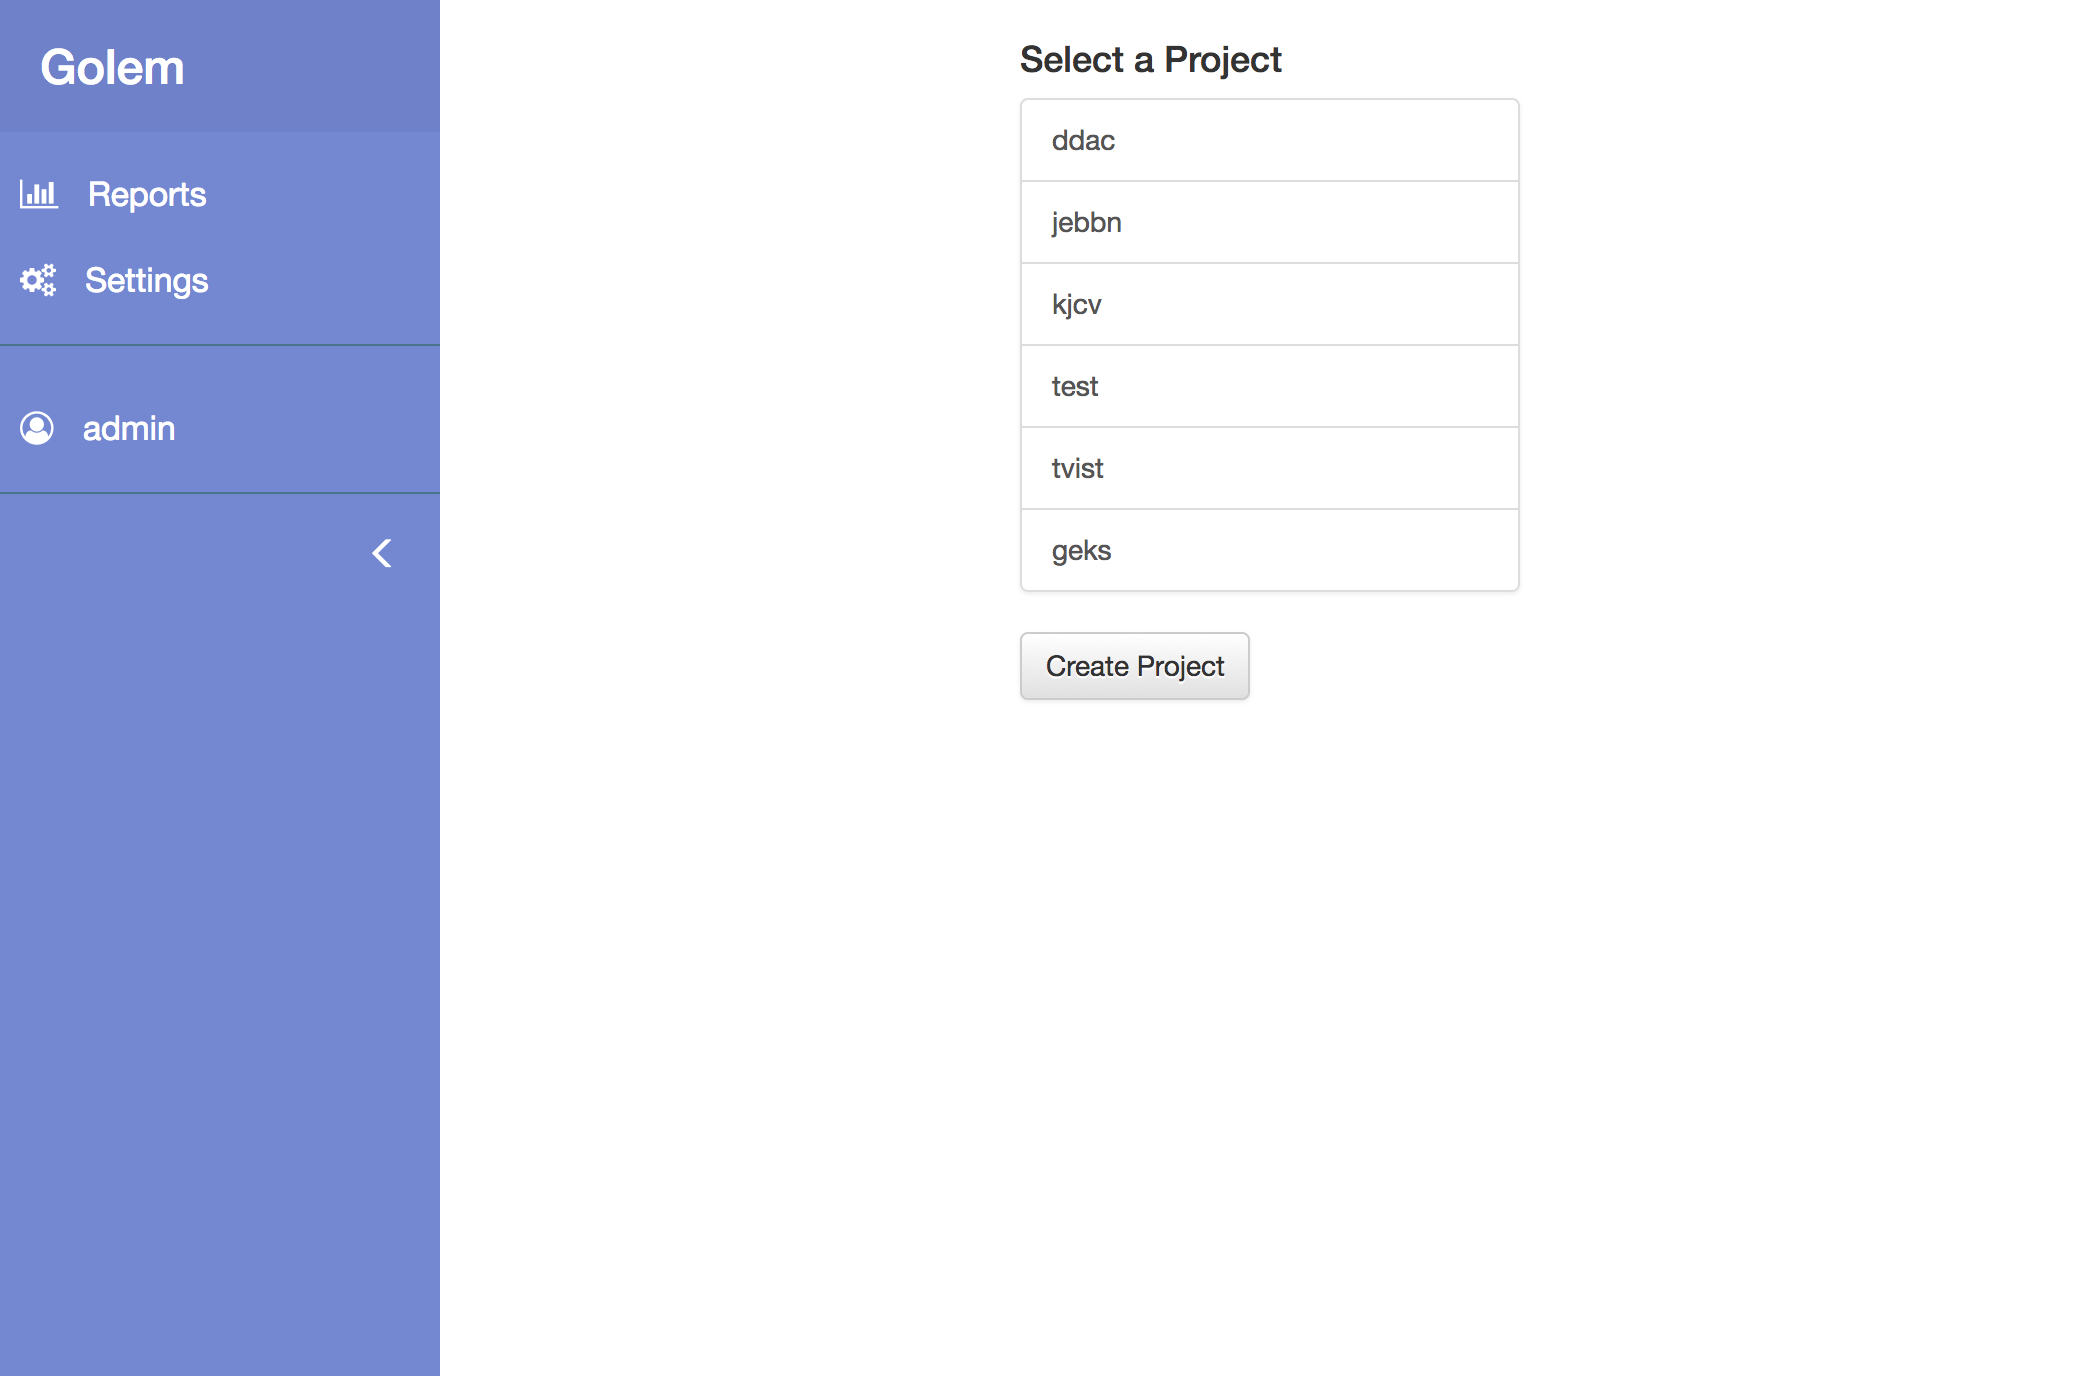 Golem
Reports
Settings
admin
Select a Project
ddac
jebbn
kjcv
test
tvist
geks
Create Project